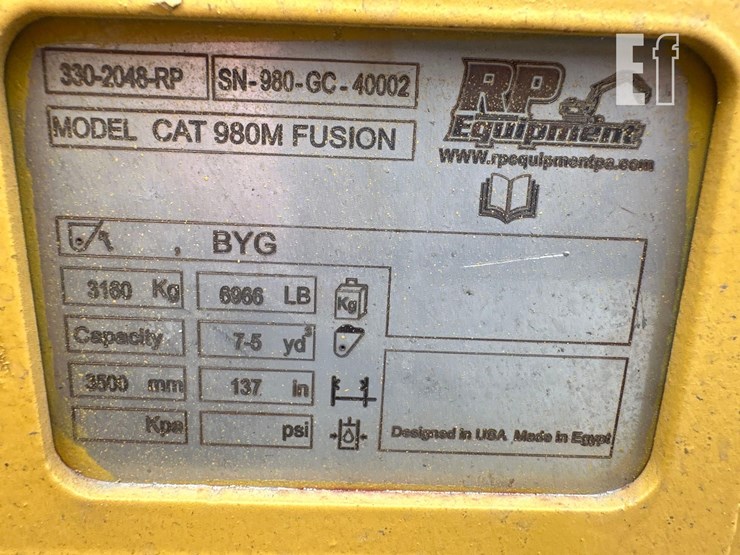 Ef
330-2048-RP SN-980-GC-40002
MODEL CAT 980M FUSION
RP
Equipment
www.rpequipmentpa.com
, BYG
3160 Kg 6966 LB Kg
Capacity 7-5 yd³
3500 mm 137 in
Kpa psi
Designed in USA Made in Egypt